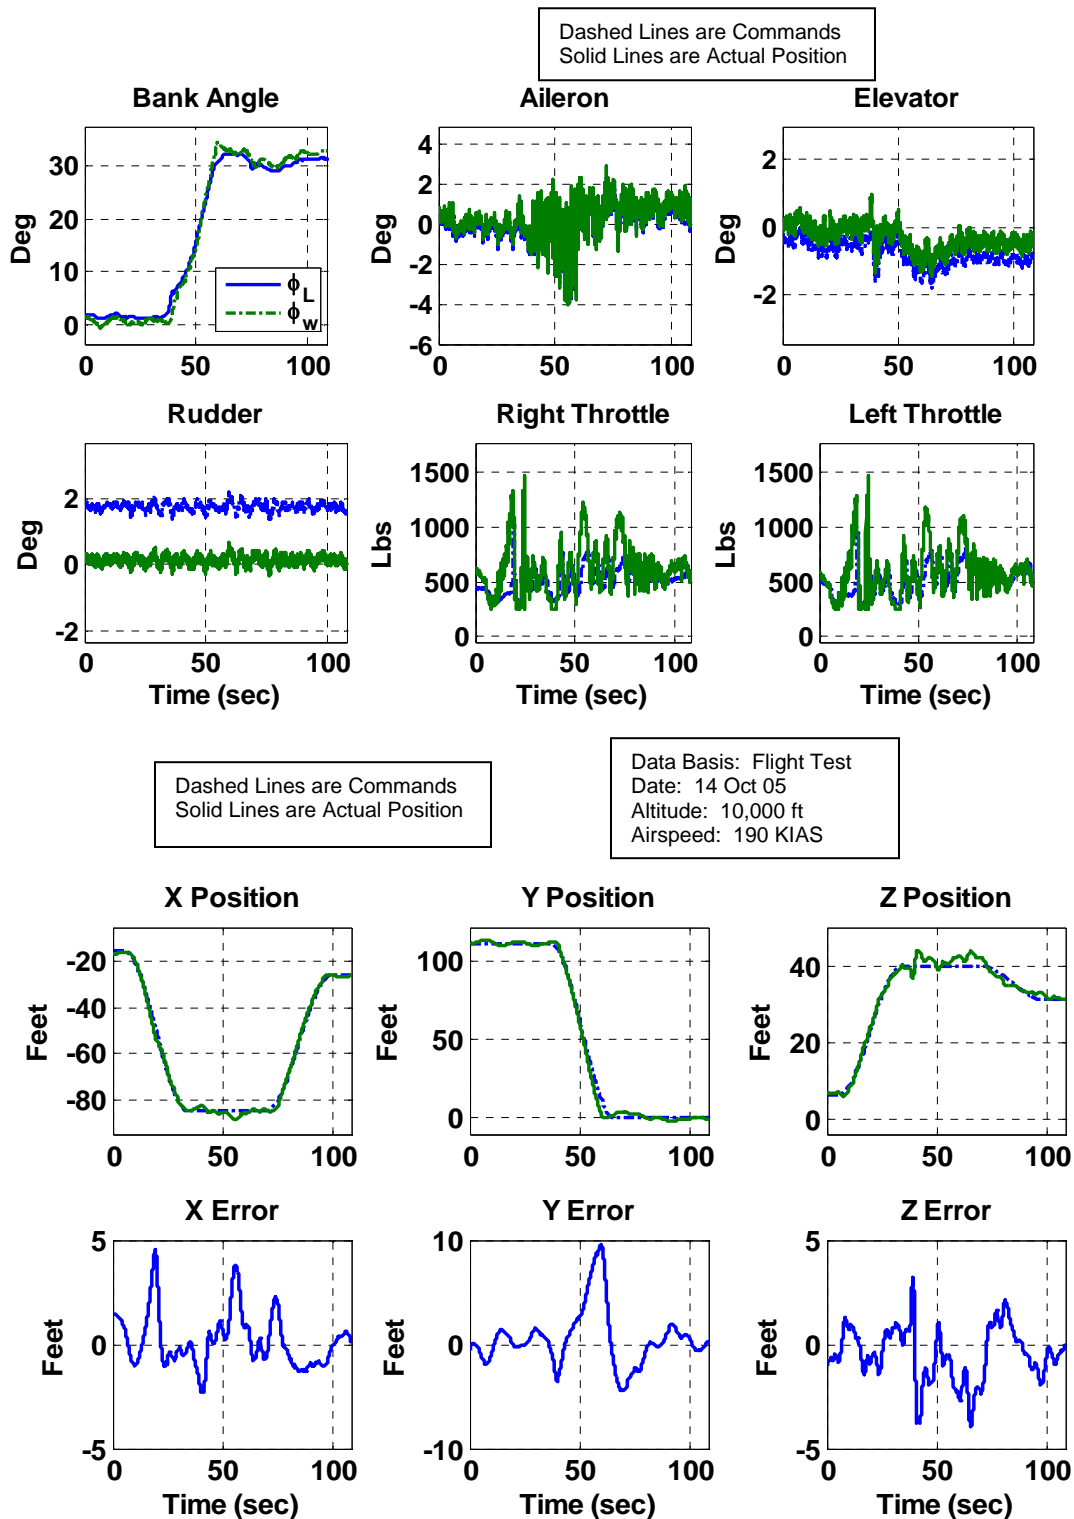 Dashed Lines are Commands
Solid Lines are Actual Position
Bank Angle
Aileron
Elevator
Deg
30
20
10
0
ϕL
ϕw
0
50
100
Deg
4
2
0
-2
-4
-6
0
50
100
Deg
2
0
-2
0
50
100
Rudder
Right Throttle
Left Throttle
Deg
2
0
-2
0
50
100
Time (sec)
Lbs
1500
1000
500
0
0
50
100
Time (sec)
Lbs
1500
1000
500
0
0
50
100
Time (sec)
Dashed Lines are Commands
Solid Lines are Actual Position
Data Basis: Flight Test
Date: 14 Oct 05
Altitude: 10,000 ft
Airspeed: 190 KIAS
X Position
Y Position
Z Position
Feet
-20
-40
-60
-80
0
50
100
Feet
100
50
0
0
50
100
Feet
40
20
0
0
50
100
X Error
Y Error
Z Error
Feet
5
0
-5
0
50
100
Time (sec)
Feet
10
0
-10
0
50
100
Time (sec)
Feet
5
0
-5
0
50
100
Time (sec)